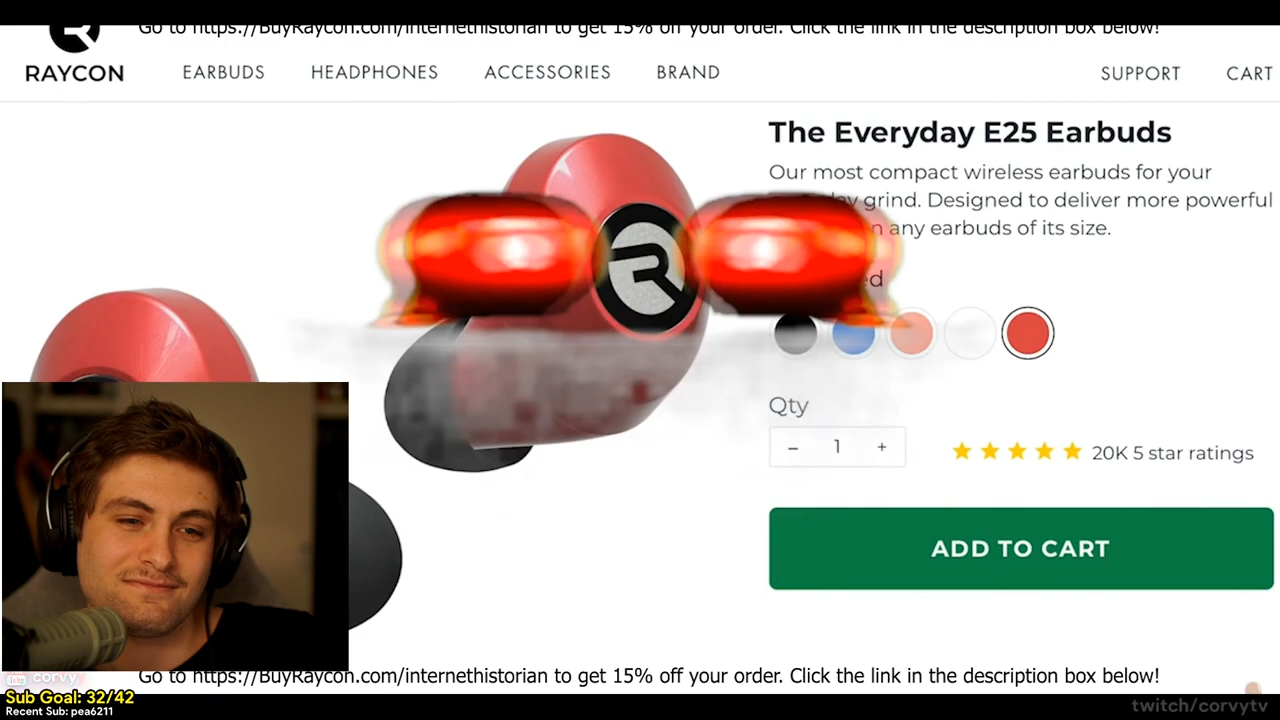 Go to https://BuyRaycon.com/internethistorian to get 15% off your order. Click the link in the description box below!
RAYCON
EARBUDS HEADPHONES ACCESSORIES BRAND SUPPORT CART
The Everyday E25 Earbuds
Our most compact wireless earbuds for your
grind. Designed to deliver more powerful
any earbuds of its size.
Qty
– 1 +
20K 5 star ratings
ADD TO CART
Go to https://BuyRaycon.com/internethistorian to get 15% off your order. Click the link in the description box below!
corvy
Sub Goal: 32/42
Recent Sub: pea6211
twitch/corvytv